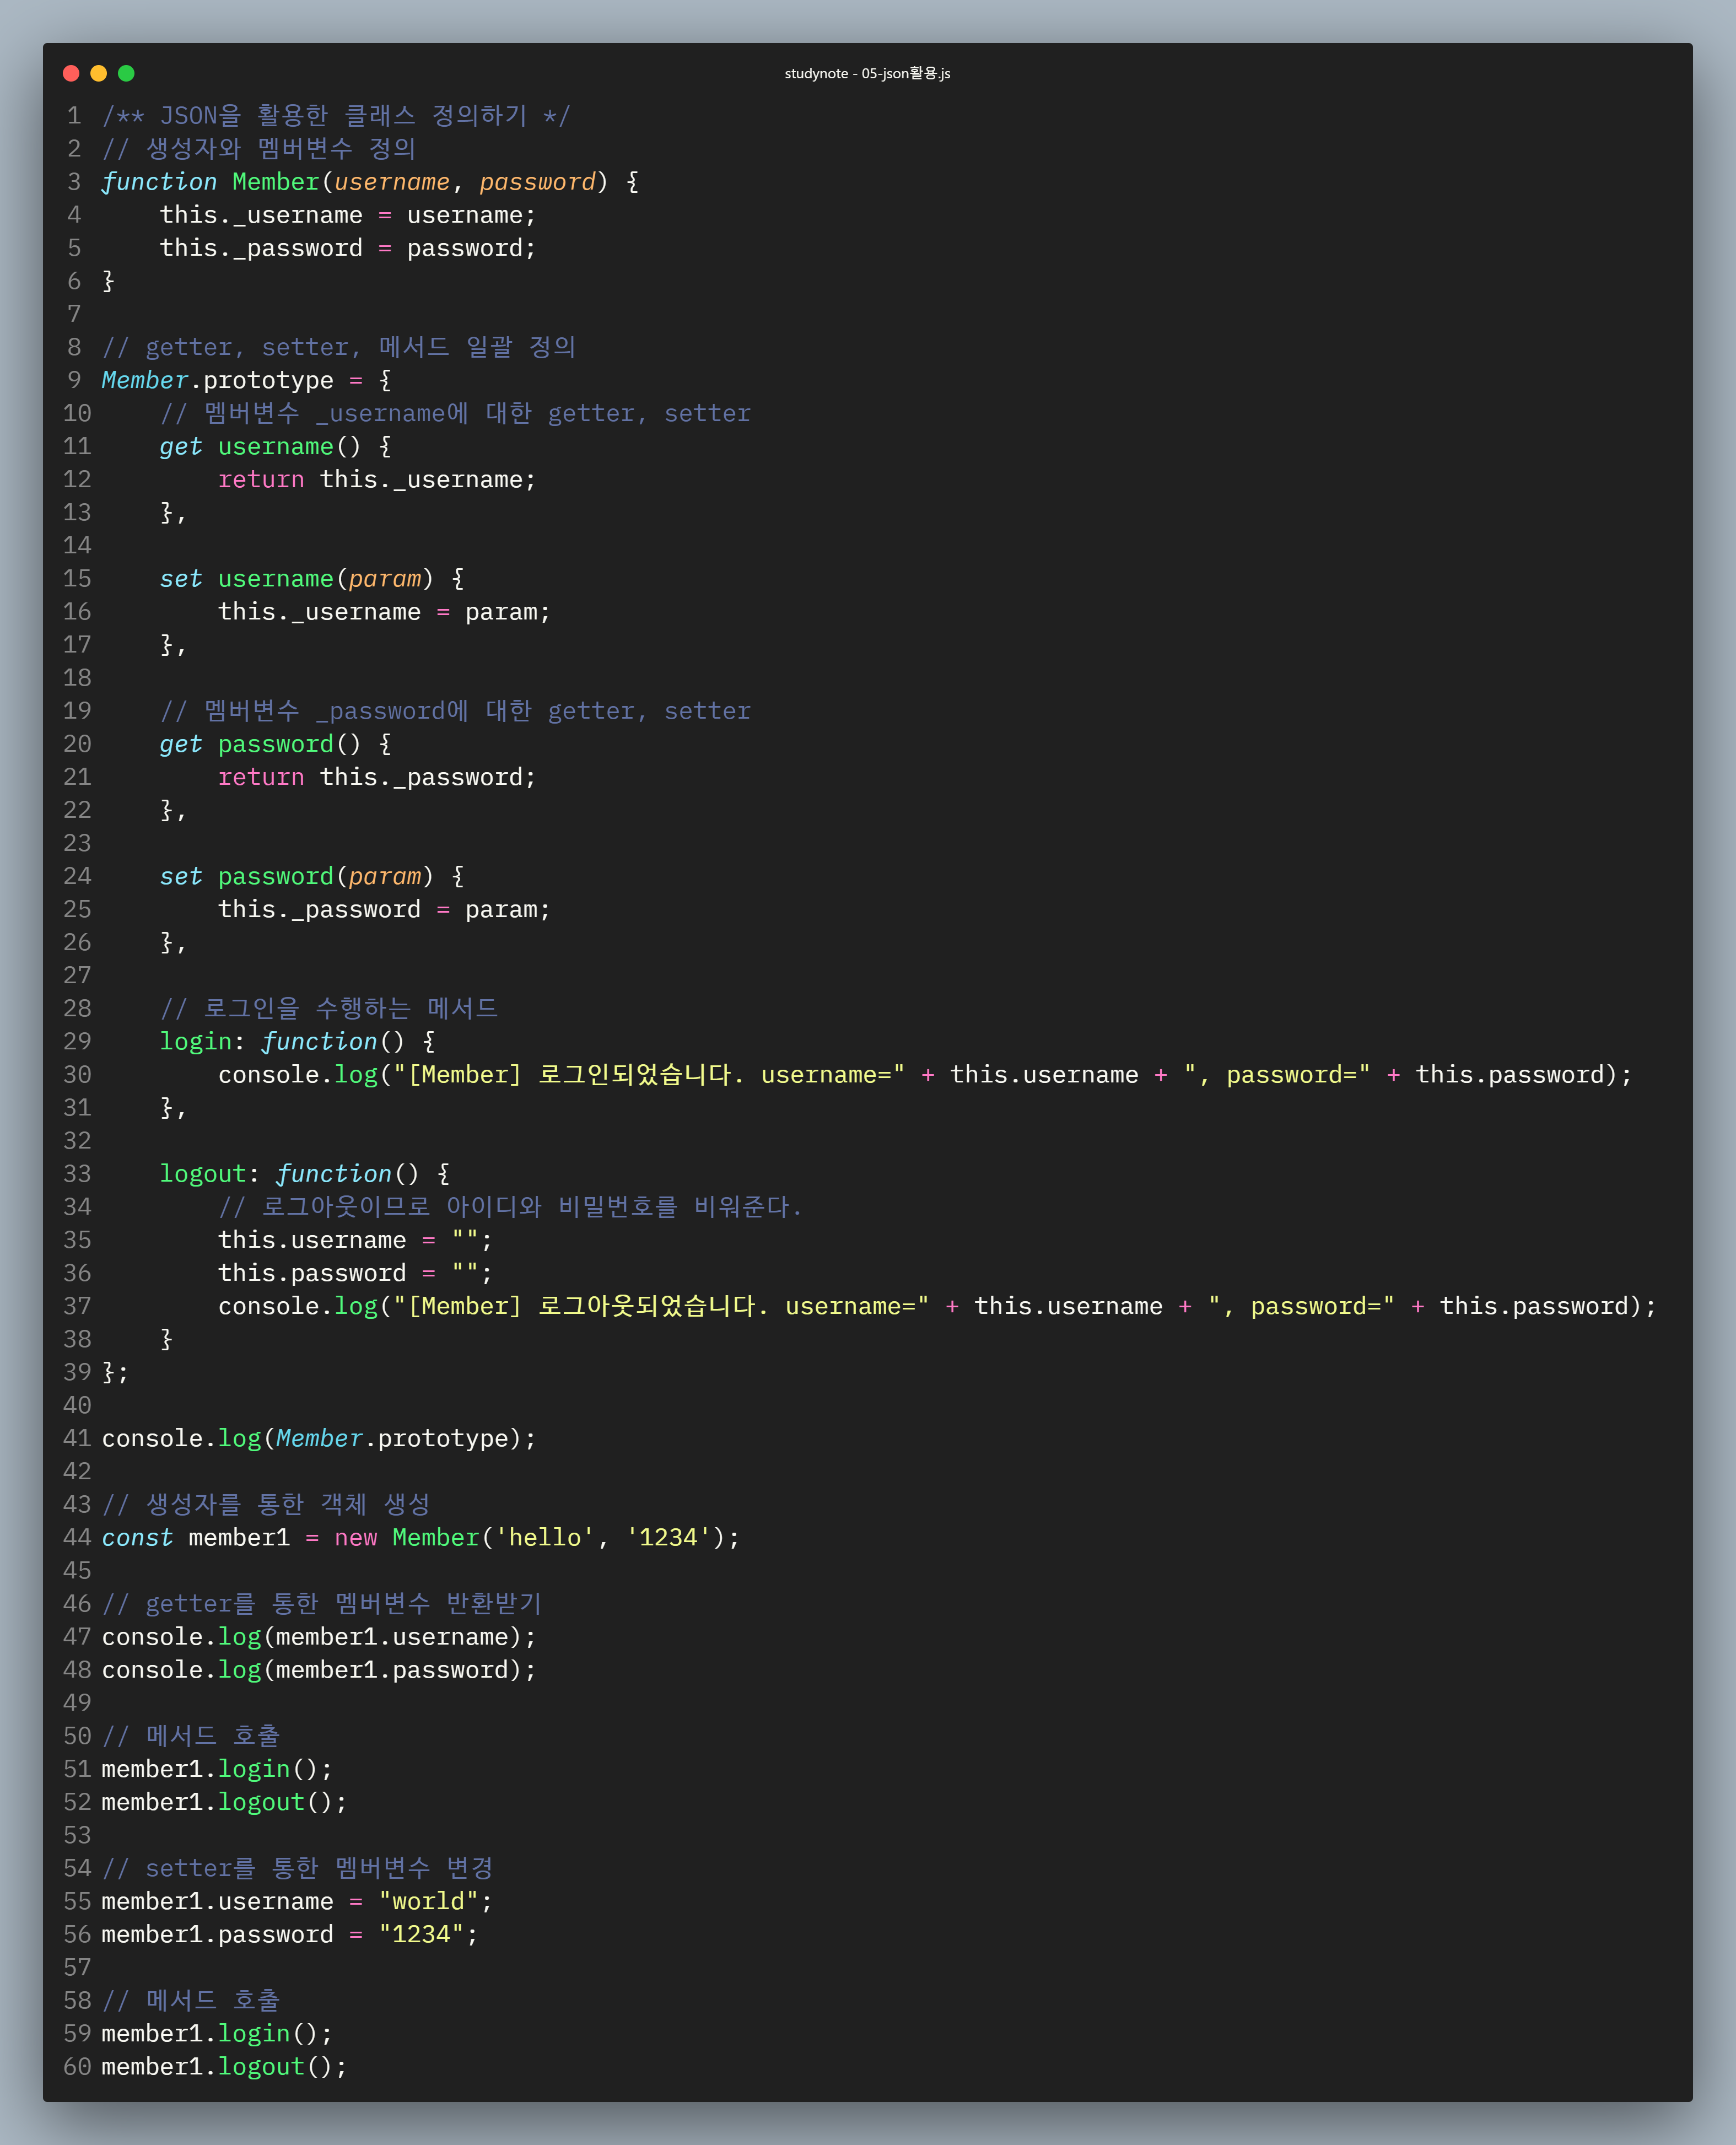 studynote - 05-json활용.js
1 /** JSON을 활용한 클래스 정의하기 */
2 // 생성자와 멤버변수 정의
3 function Member(username, password) {
4     this._username = username;
5     this._password = password;
6 }
7
8 // getter, setter, 메서드 일괄 정의
9 Member.prototype = {
10     // 멤버변수 _username에 대한 getter, setter
11     get username() {
12         return this._username;
13     },
14
15     set username(param) {
16         this._username = param;
17     },
18
19     // 멤버변수 _password에 대한 getter, setter
20     get password() {
21         return this._password;
22     },
23
24     set password(param) {
25         this._password = param;
26     },
27
28     // 로그인을 수행하는 메서드
29     login: function() {
30         console.log("[Member] 로그인되었습니다. username=" + this.username + ", password=" + this.password);
31     },
32
33     logout: function() {
34         // 로그아웃이므로 아이디와 비밀번호를 비워준다.
35         this.username = "";
36         this.password = "";
37         console.log("[Member] 로그아웃되었습니다. username=" + this.username + ", password=" + this.password);
38     }
39 };
40
41 console.log(Member.prototype);
42
43 // 생성자를 통한 객체 생성
44 const member1 = new Member('hello', '1234');
45
46 // getter를 통한 멤버변수 반환받기
47 console.log(member1.username);
48 console.log(member1.password);
49
50 // 메서드 호출
51 member1.login();
52 member1.logout();
53
54 // setter를 통한 멤버변수 변경
55 member1.username = "world";
56 member1.password = "1234";
57
58 // 메서드 호출
59 member1.login();
60 member1.logout();